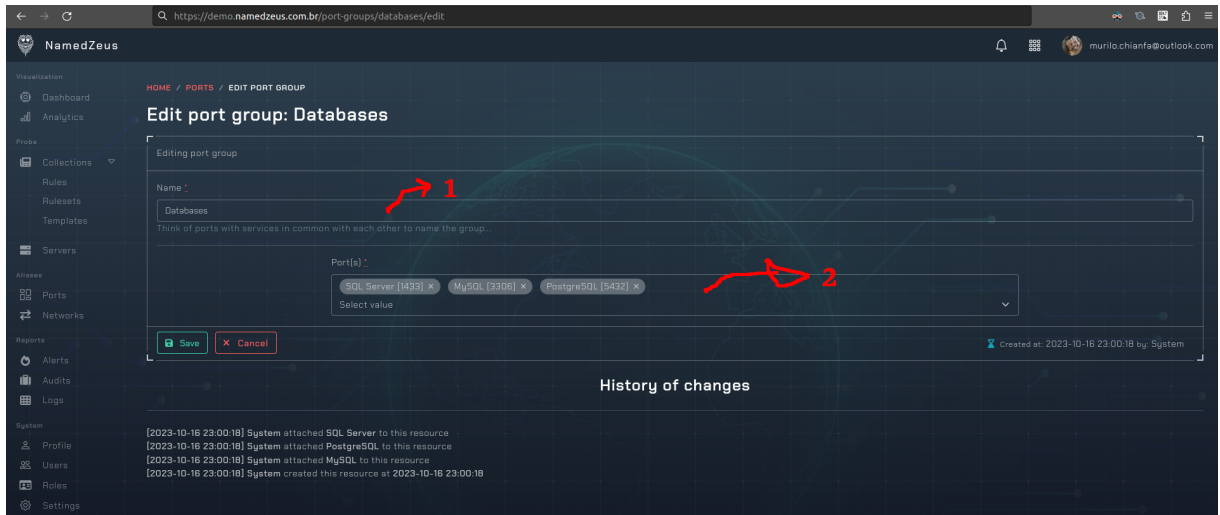 https://demo.namedzeus.com.br/port-groups/databases/edit
NamedZeus
murilo.chianfa@outlook.com
Visualization
Dashboard
Analytics
Probe
Collections
Rules
Rulesets
Templates
Servers
Aliases
Ports
Networks
Reports
Alerts
Audits
Logs
System
Profile
Users
Roles
Settings
HOME / PORTS / EDIT PORT GROUP
Edit port group: Databases
Editing port group
Name *
1
Databases
Think of ports with services in common with each other to name the group...
Port(s) *
SQL Server [1433] × MySQL [3306] × PostgreSQL [5432] ×
2
Select value
Save × Cancel
Created at: 2023-10-16 23:00:18 by: System
History of changes
[2023-10-16 23:00:18] System attached SQL Server to this resource
[2023-10-16 23:00:18] System attached PostgreSQL to this resource
[2023-10-16 23:00:18] System attached MySQL to this resource
[2023-10-16 23:00:18] System created this resource at 2023-10-16 23:00:18